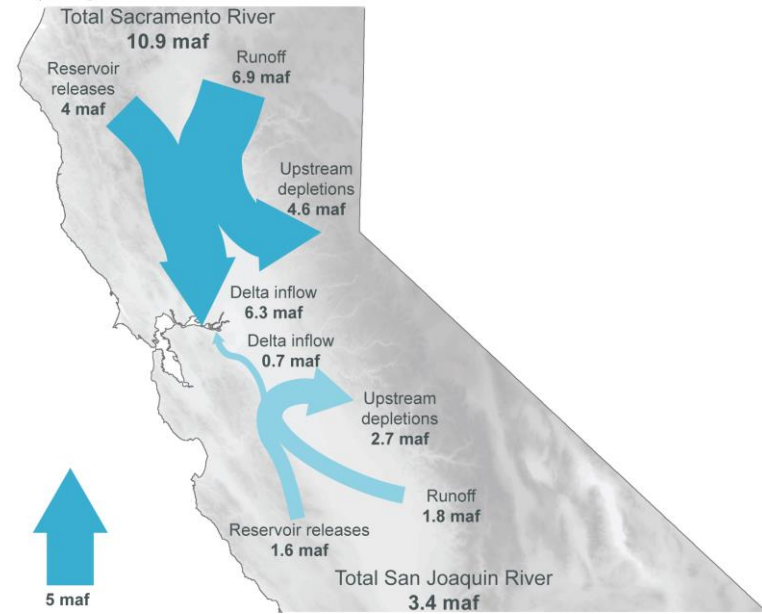 Total Sacramento River
10.9 maf
Reservoir
releases
4 maf
Runoff
6.9 maf
Upstream
depletions
4.6 maf
Delta inflow
6.3 maf
Delta inflow
0.7 maf
Upstream
depletions
2.7 maf
Runoff
1.8 maf
Reservoir releases
1.6 maf
Total San Joaquin River
3.4 maf
5 maf